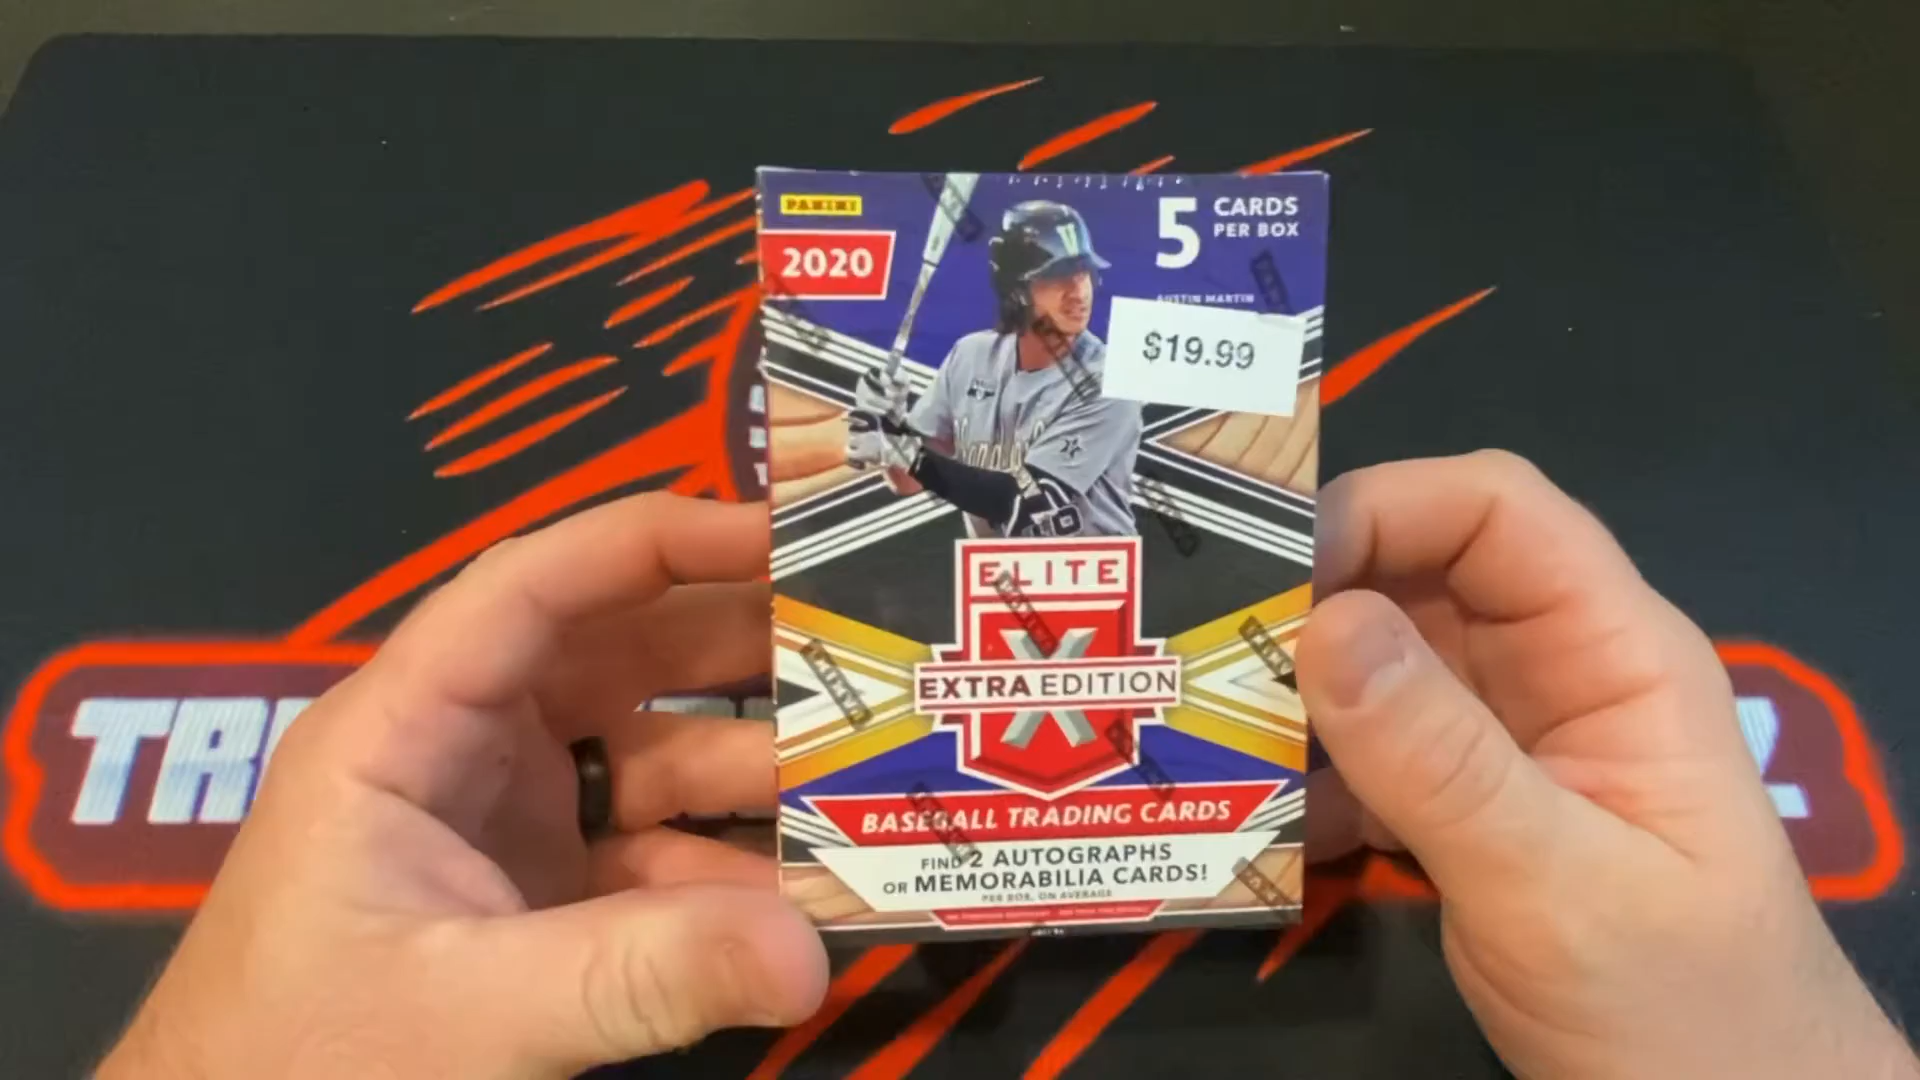 PANINI
2020
5 CARDS
PER BOX
AUSTIN MARTIN
$19.99
ELITE
X
EXTRA EDITION
BASEBALL TRADING CARDS
FIND 2 AUTOGRAPHS
OR MEMORABILIA CARDS!
PER BOX, ON AVERAGE